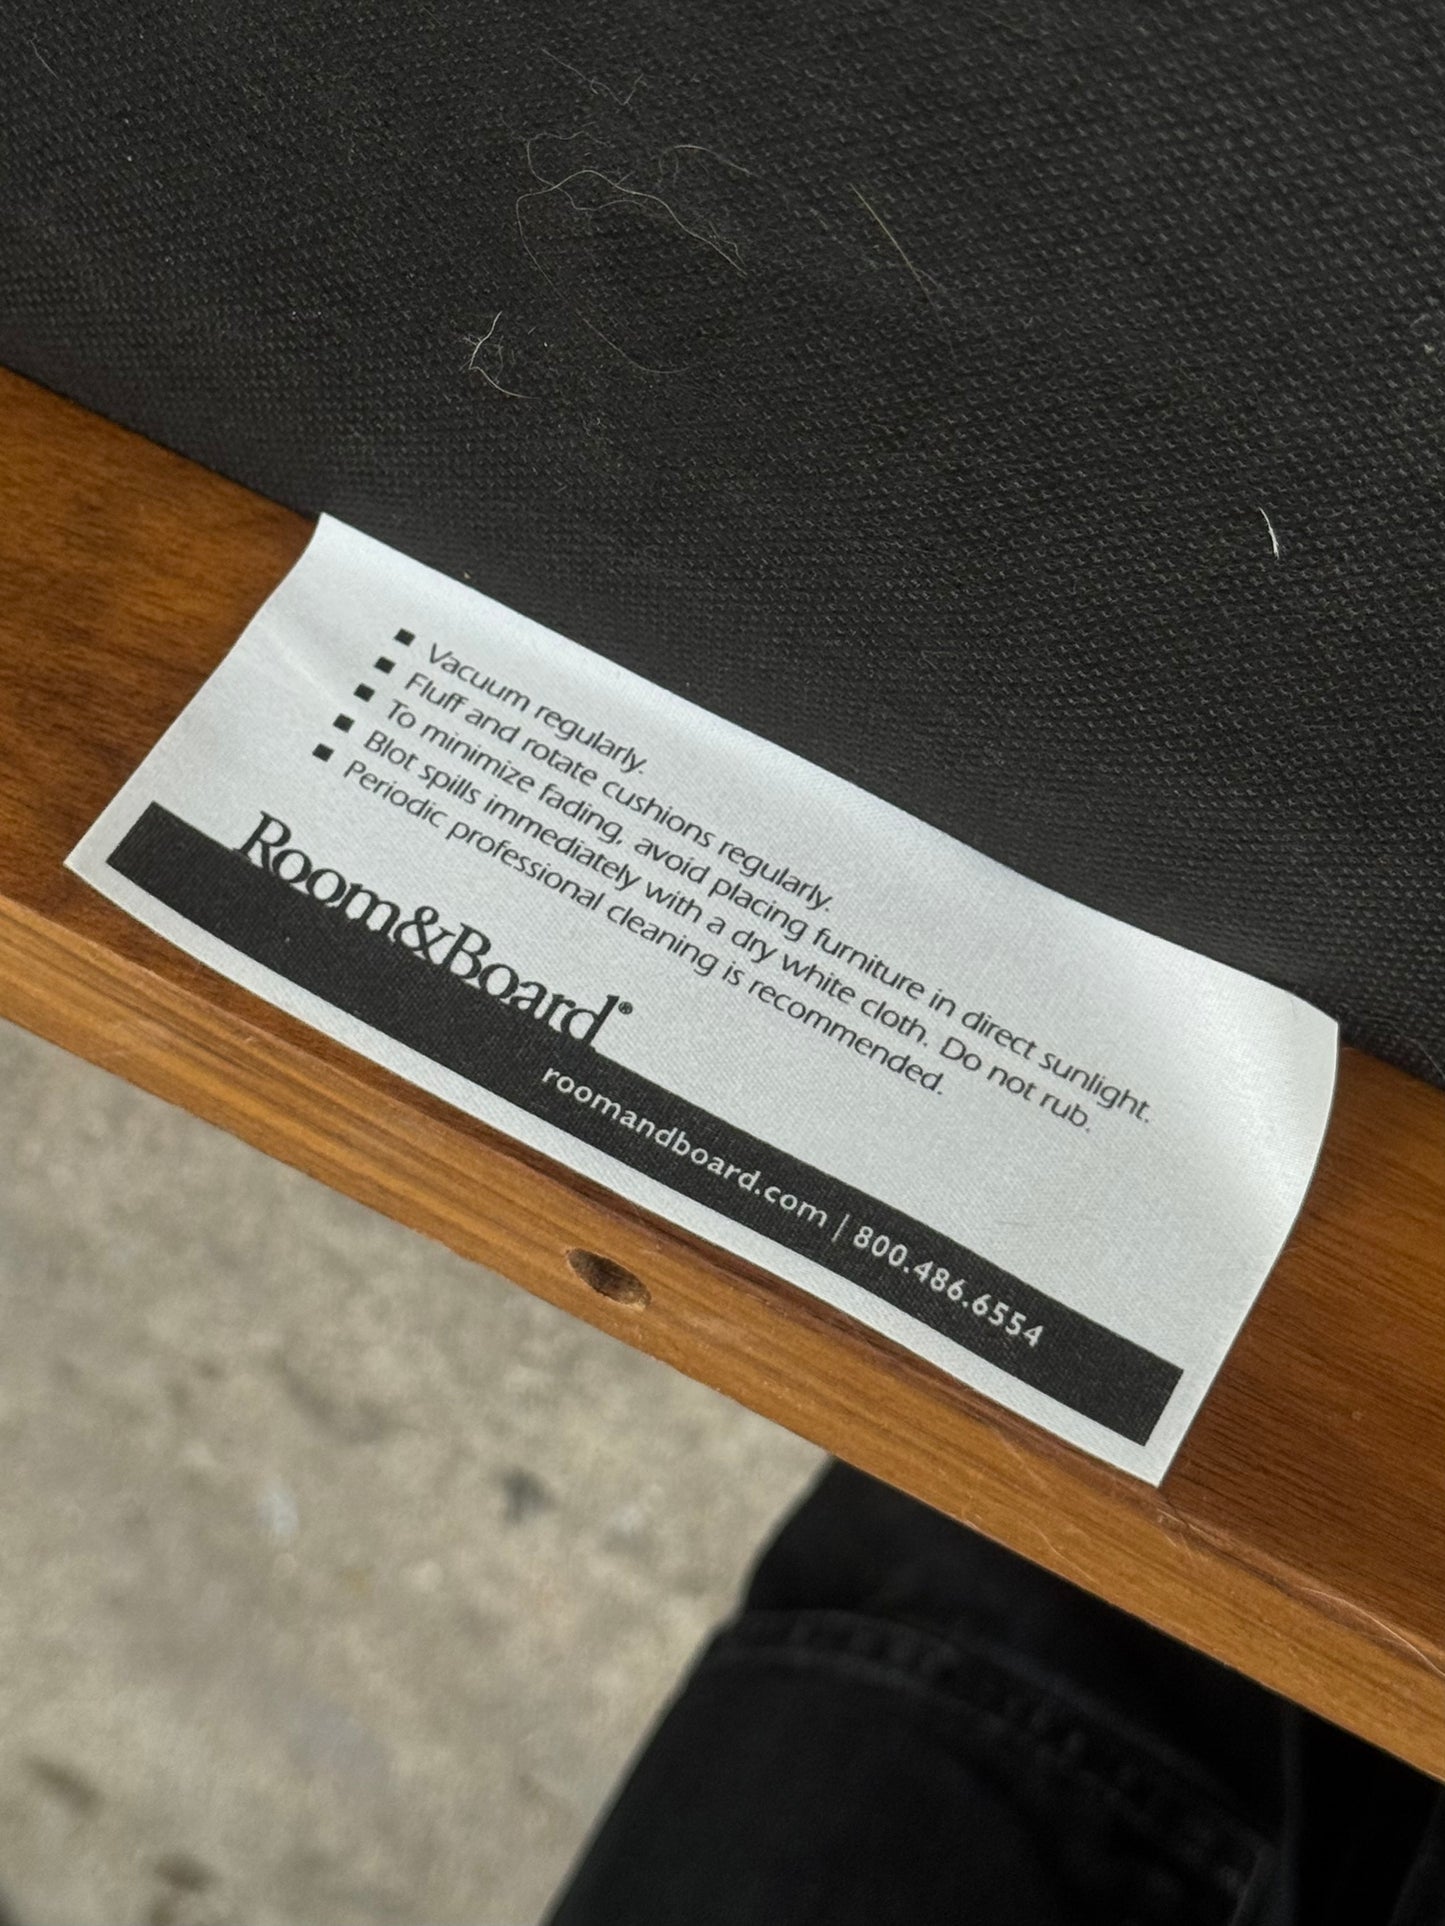 ■ Vacuum regularly.
■ Fluff and rotate cushions regularly.
■ To minimize fading, avoid placing furniture in direct sunlight.
■ Blot spills immediately with a dry white cloth. Do not rub.
■ Periodic professional cleaning is recommended.
Room&Board®
roomandboard.com | 800.486.6554